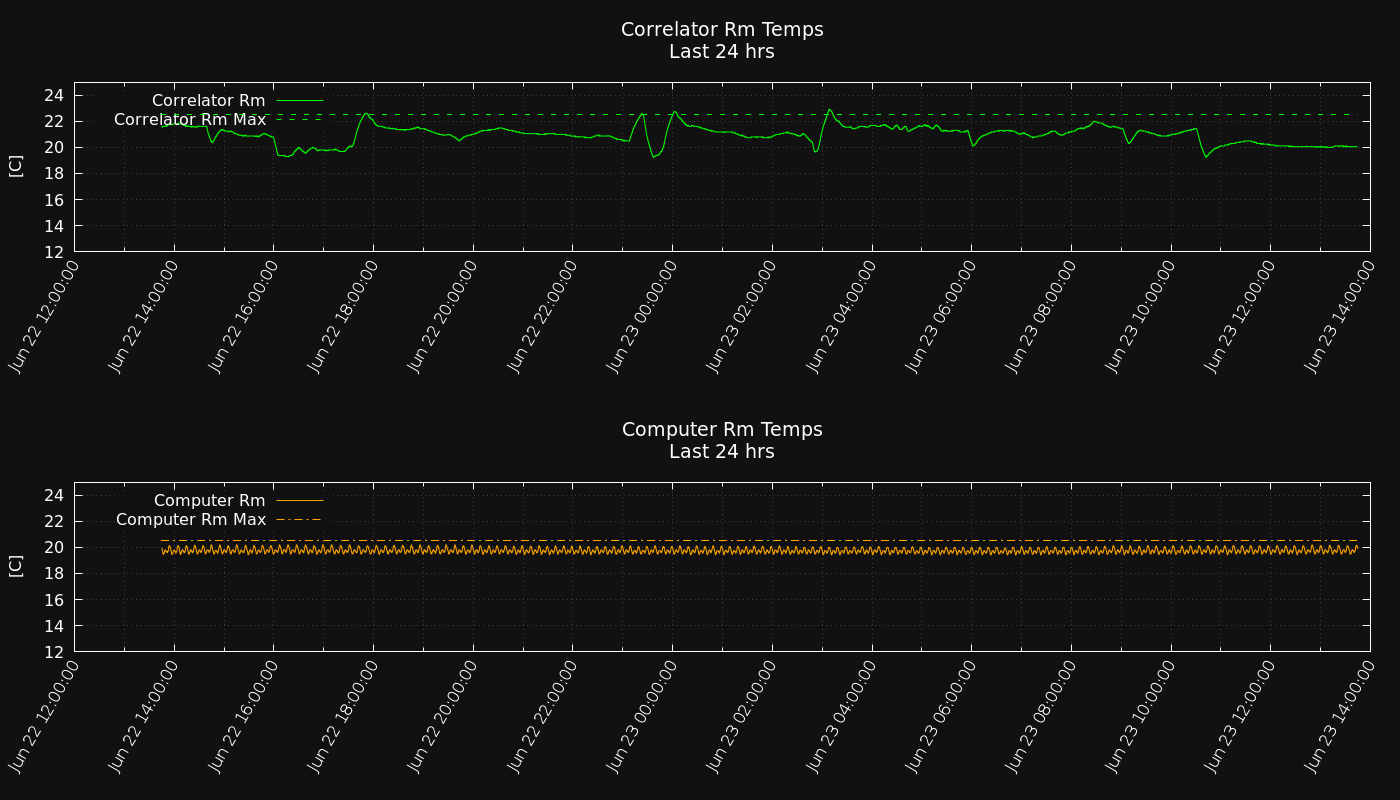 Correlator Rm Temps
Last 24 hrs
Correlator Rm
Correlator Rm Max
24
22
20
18
16
14
12
[C]
Jun 22 12:00:00
Jun 22 14:00:00
Jun 22 16:00:00
Jun 22 18:00:00
Jun 22 20:00:00
Jun 22 22:00:00
Jun 23 00:00:00
Jun 23 02:00:00
Jun 23 04:00:00
Jun 23 06:00:00
Jun 23 08:00:00
Jun 23 10:00:00
Jun 23 12:00:00
Jun 23 14:00:00
Computer Rm Temps
Last 24 hrs
Computer Rm
Computer Rm Max
24
22
20
18
16
14
12
[C]
Jun 22 12:00:00
Jun 22 14:00:00
Jun 22 16:00:00
Jun 22 18:00:00
Jun 22 20:00:00
Jun 22 22:00:00
Jun 23 00:00:00
Jun 23 02:00:00
Jun 23 04:00:00
Jun 23 06:00:00
Jun 23 08:00:00
Jun 23 10:00:00
Jun 23 12:00:00
Jun 23 14:00:00